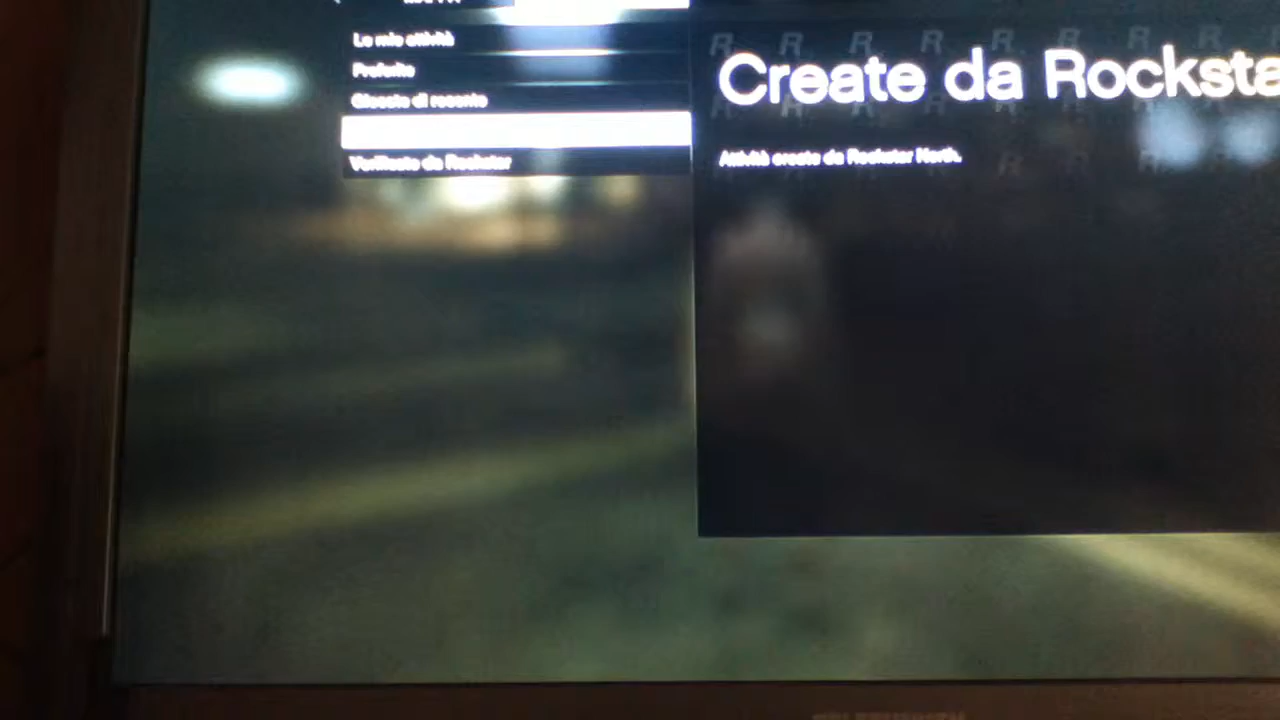 Le mie attività
Preferite
Giocate di recente
Verificate da Rockstar
Create da Rocksta
Attività create da Rockstar North.